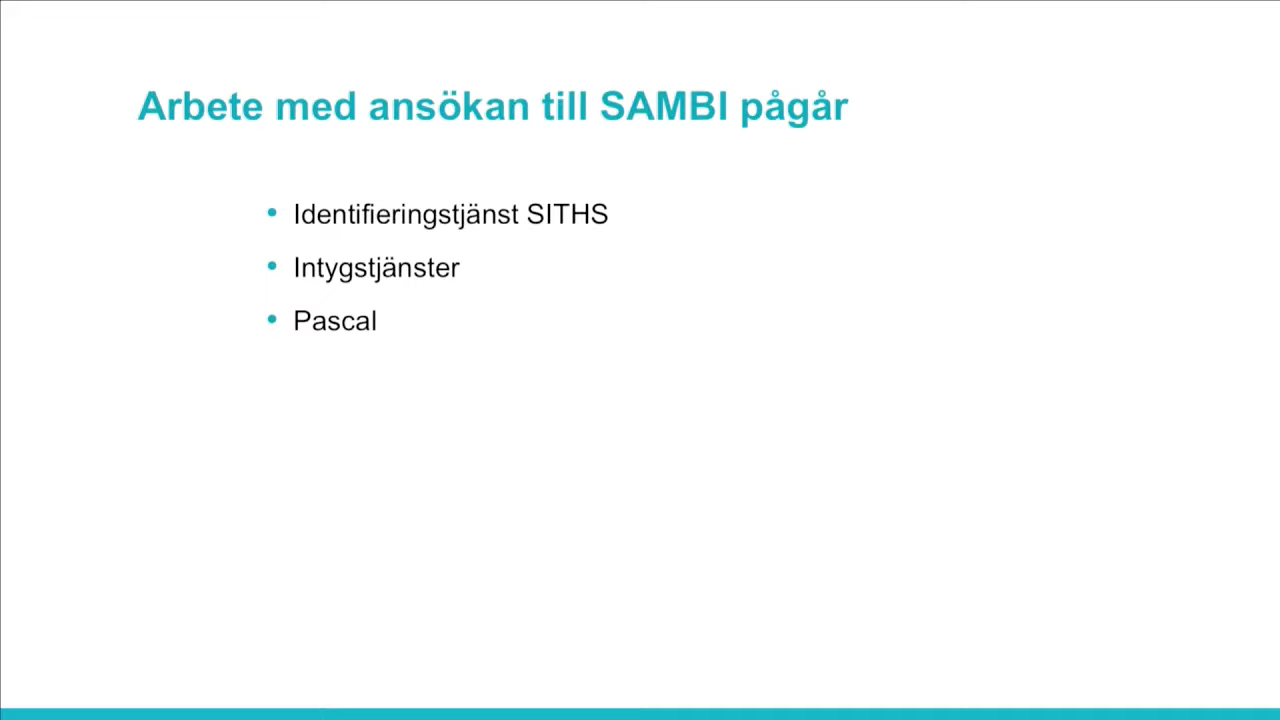 Arbete med ansökan till SAMBI pågår
• Identifieringstjänst SITHS
• Intygstjänster
• Pascal